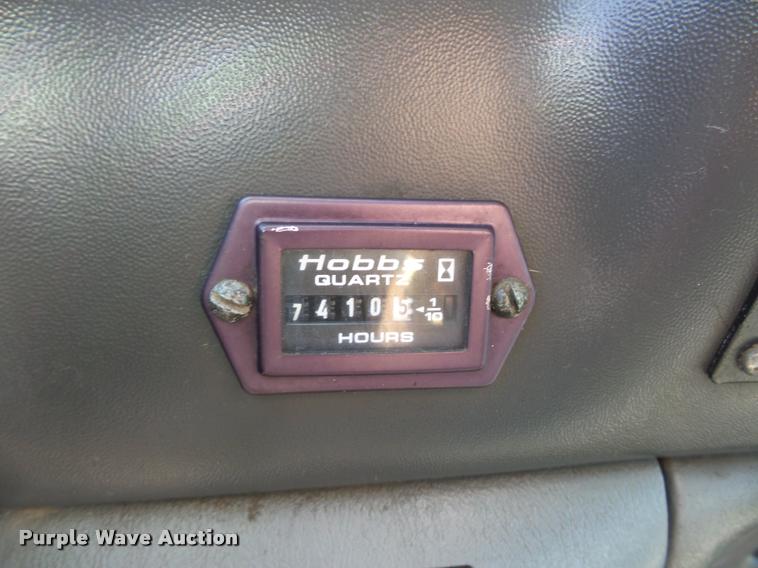 Hobbs
QUARTZ
7 4 1 0 5 ◄ 1/10
HOURS
Purple Wave Auction